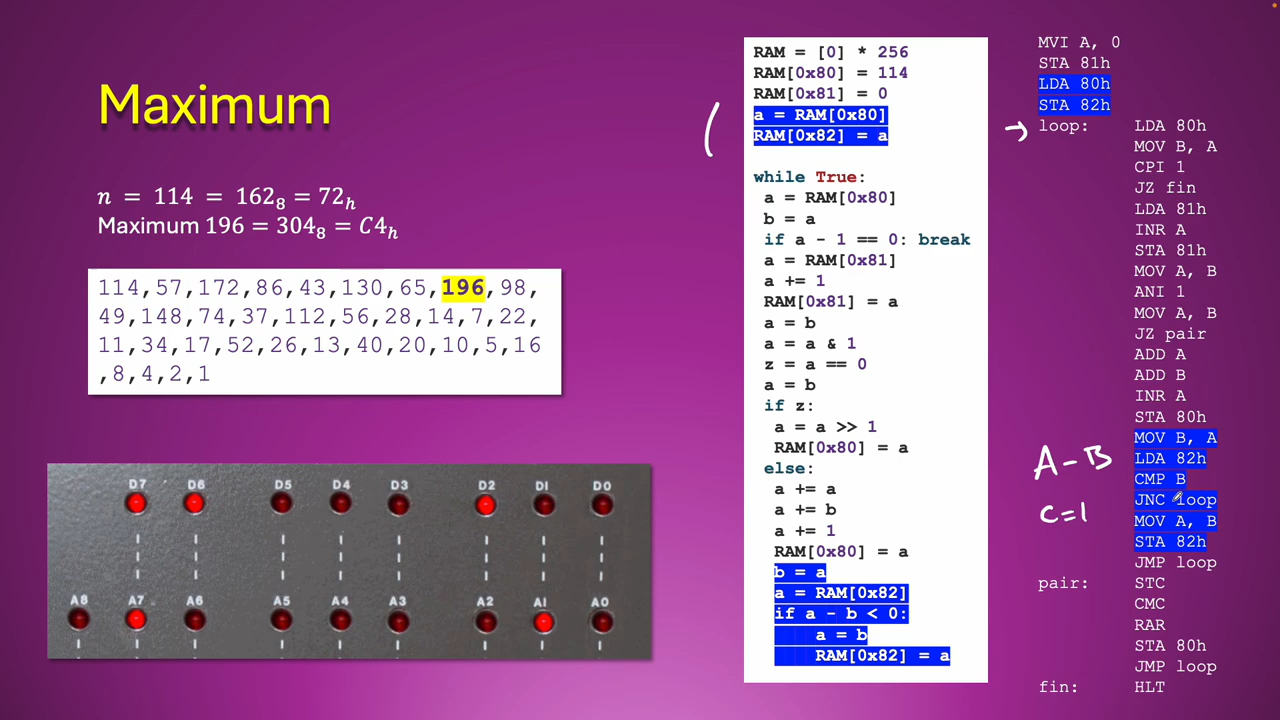 Maximum
n = 114 = 162₈ = 72ₕ
Maximum 196 = 304₈ = C4ₕ
114,57,172,86,43,130,65,196,98,
49,148,74,37,112,56,28,14,7,22,
11,34,17,52,26,13,40,20,10,5,16
,8,4,2,1
D7 D6 D5 D4 D3 D2 D1 D0
A8 A7 A6 A5 A4 A3 A2 A1 A0
RAM = [0] * 256
RAM[0x80] = 114
RAM[0x81] = 0
a = RAM[0x80]
RAM[0x82] = a
while True:
a = RAM[0x80]
b = a
if a - 1 == 0: break
a = RAM[0x81]
a += 1
RAM[0x81] = a
a = b
a = a & 1
z = a == 0
a = b
if z:
a = a >> 1
RAM[0x80] = a
else:
a += a
a += b
a += 1
RAM[0x80] = a
b = a
a = RAM[0x82]
if a - b < 0:
a = b
RAM[0x82] = a
A-B
C=1
MVI A, 0
STA 81h
LDA 80h
STA 82h
loop: LDA 80h
MOV B, A
CPI 1
JZ fin
LDA 81h
INR A
STA 81h
MOV A, B
ANI 1
MOV A, B
JZ pair
ADD A
ADD B
INR A
STA 80h
MOV B, A
LDA 82h
CMP B
JNC loop
MOV A, B
STA 82h
JMP loop
pair: STC
CMC
RAR
STA 80h
JMP loop
fin: HLT